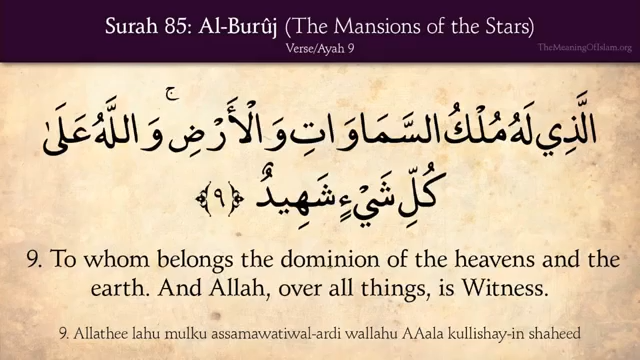 Surah 85: Al-Burûj (The Mansions of the Stars)
Verse/Ayah 9
TheMeaningOfIslam.org
الَّذِي لَهُ مُلْكُ السَّمَاوَاتِ وَالْأَرْضِ ۚ وَاللَّهُ عَلَىٰ
كُلِّ شَيْءٍ شَهِيدٌ ﴿٩﴾
9. To whom belongs the dominion of the heavens and the
earth. And Allah, over all things, is Witness.
9. Allathee lahu mulku assamawatiwal-ardi wallahu AAala kullishay-in shaheed